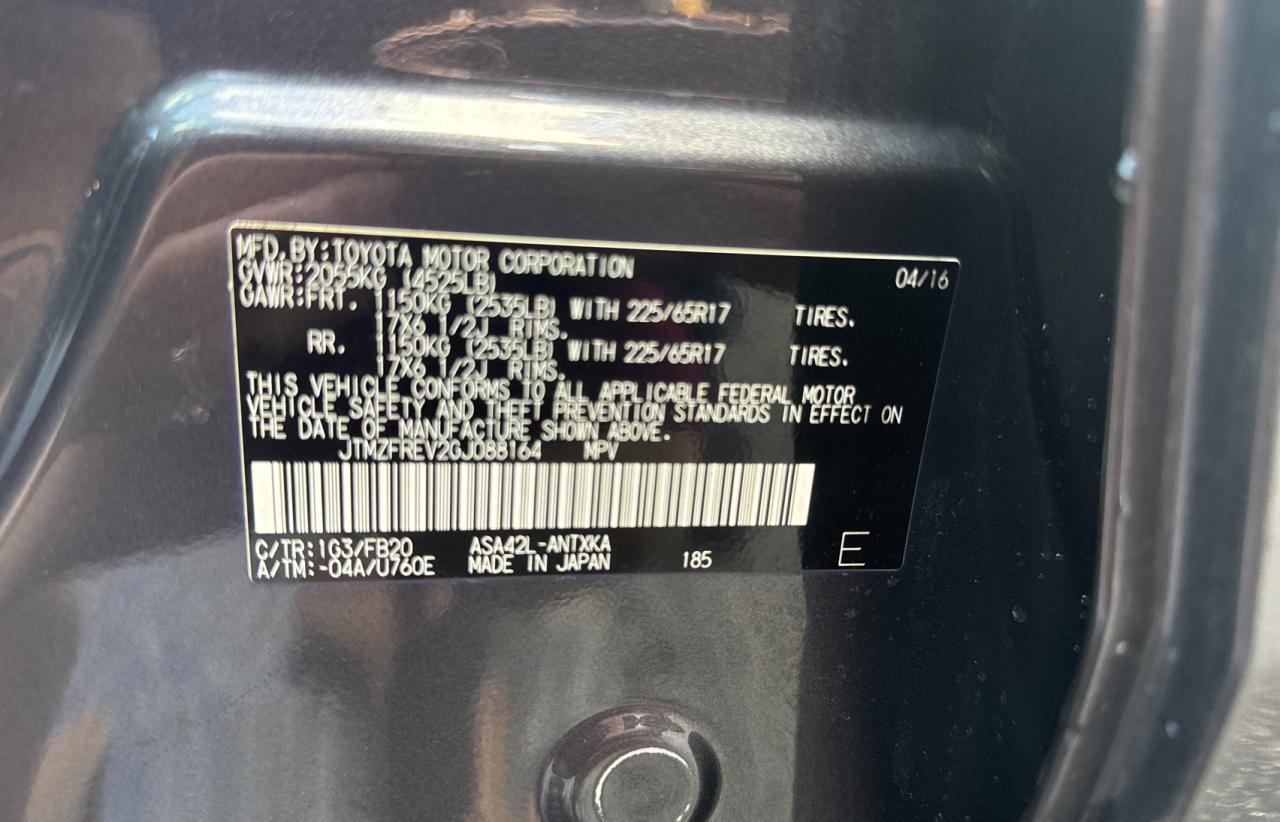 MFD. BY: TOYOTA MOTOR CORPORATION 04/16
GVWR: 2055KG (4525LB)
GAWR: FRT. 1150KG (2535LB) WITH 225/65R17 TIRES.
17X6 1/2J RIMS.
RR. 1150KG (2535LB) WITH 225/65R17 TIRES.
17X6 1/2J RIMS.
THIS VEHICLE CONFORMS TO ALL APPLICABLE FEDERAL MOTOR
VEHICLE SAFETY AND THEFT PREVENTION STANDARDS IN EFFECT ON
THE DATE OF MANUFACTURE SHOWN ABOVE.
JTMZFREV2GJ088164 MPV
C/TR: 1G3/FB20 ASA42L-ANTXKA
A/TM: -04A/U760E MADE IN JAPAN 185 E